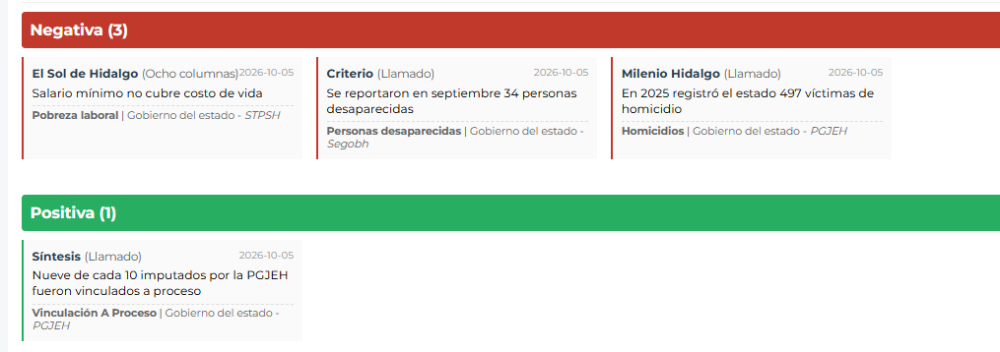 Negativa (3)
El Sol de Hidalgo (Ocho columnas) 2026-10-05
Salario mínimo no cubre costo de vida
Pobreza laboral | Gobierno del estado - STPSH
Criterio (Llamado) 2026-10-05
Se reportaron en septiembre 34 personas
desaparecidas
Personas desaparecidas | Gobierno del estado -
Segobh
Milenio Hidalgo (Llamado) 2026-10-05
En 2025 registró el estado 497 víctimas de
homicidio
Homicidios | Gobierno del estado - PGJEH
Positiva (1)
Síntesis (Llamado) 2026-10-05
Nueve de cada 10 imputados por la PGJEH
fueron vinculados a proceso
Vinculación A Proceso | Gobierno del estado -
PGJEH